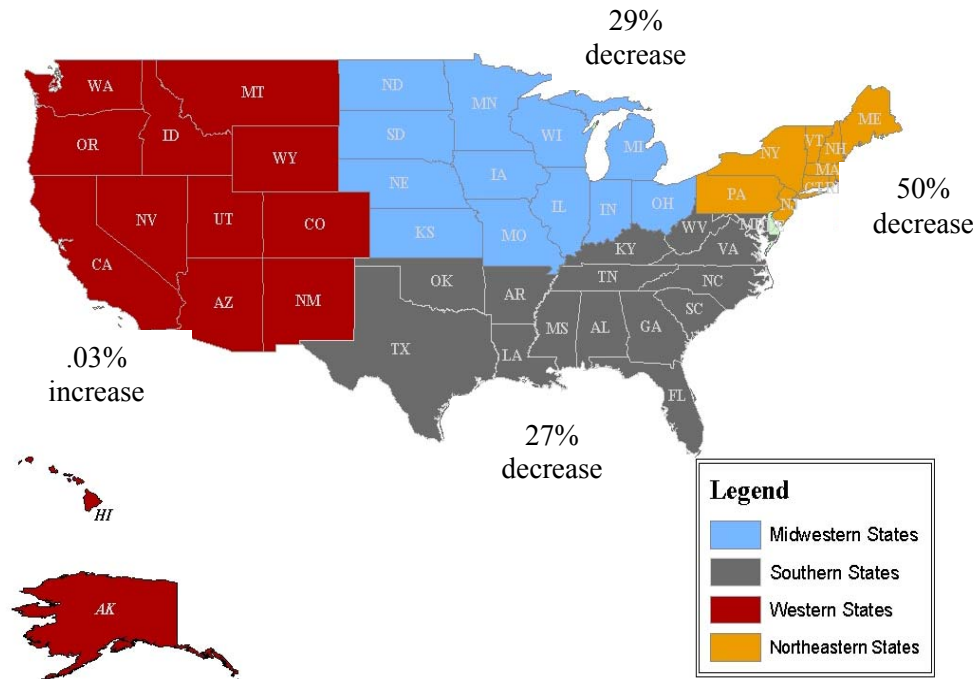 29%
decrease
WA
MT
ND
MN
ME
OR
ID
SD
WI
MI
VT
NH
NY
WY
MA
IA
CT
RI
NE
PA
NJ
NV
UT
CO
IL
IN
OH
50%
decrease
KS
MO
WV
CA
KY
VA
OK
TN
NC
AZ
NM
AR
SC
MS
AL
GA
TX
LA
.03%
increase
FL
27%
decrease
HI
AK
Legend
Midwestern States
Southern States
Western States
Northeastern States